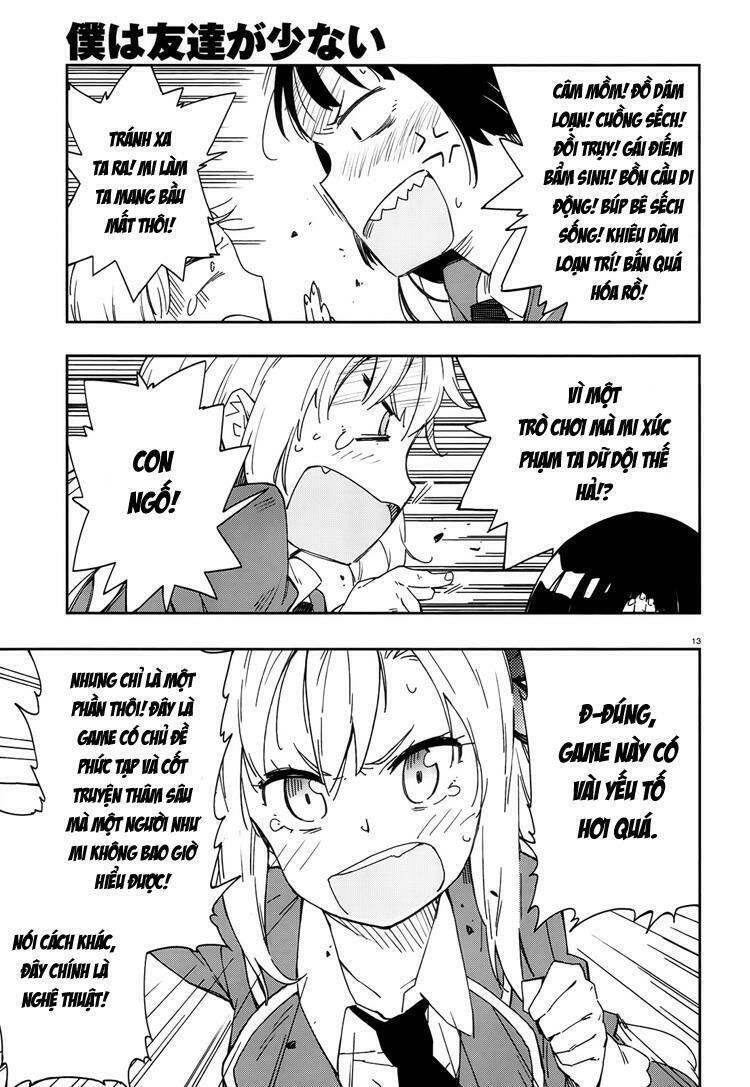 僕は友達が少ない
CÂM MỒM! ĐỒ DÂM
LOẠN! CUỒNG SẾCH!
ĐỒI TRỤY! GÁI ĐIẾM
BẨM SINH! BỒN CẦU DI
ĐỘNG! BÚP BÊ SẾCH
SỐNG! KHIÊU DÂM
LOẠN TRÍ! BẤN QUÁ
HÓA RỒ!
TRÁNH XA
TA RA! MI LÀM
TA MANG BẦU
MẤT THÔI!
VÌ MỘT
TRÒ CHƠI MÀ MI XÚC
PHẠM TA DỮ DỘI THẾ
HẢ!?
CON
NGỐ!
13
Đ-ĐÚNG,
GAME NÀY CÓ
VÀI YẾU TỐ
HƠI QUÁ.
NHƯNG CHỈ LÀ MỘT
PHẦN THÔI! ĐÂY LÀ
GAME CÓ CHỦ ĐỀ
PHỨC TẠP VÀ CỐT
TRUYỆN THÂM SÂU
MÀ MỘT NGƯỜI NHƯ
MI KHÔNG BAO GIỜ
HIỂU ĐƯỢC!
NÓI CÁCH KHÁC,
ĐÂY CHÍNH LÀ
NGHỆ THUẬT!